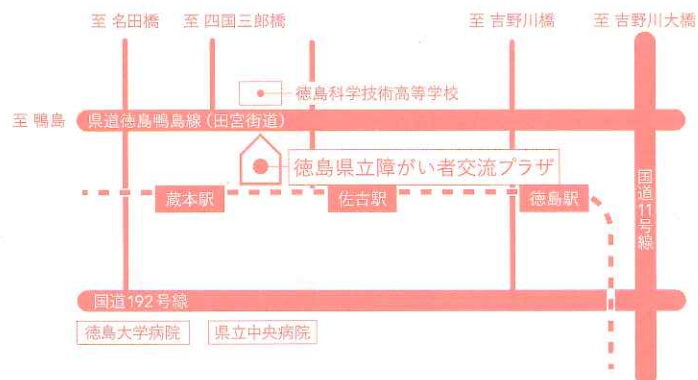 至 名田橋
至 四国三郎橋
至 吉野川橋
至 吉野川大橋
徳島科学技術高等学校
至 鴨島
県道徳島鴨島線(田宮街道)
徳島県立障がい者交流プラザ
蔵本駅
佐古駅
徳島駅
国道11号線
国道192号線
徳島大学病院
県立中央病院